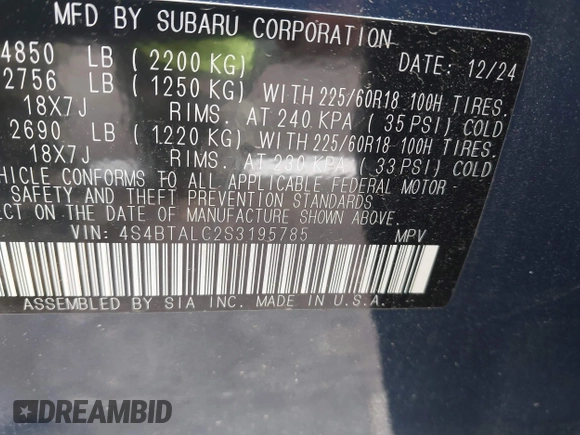 MFD BY SUBARU CORPORATION
4850 LB (2200 KG) DATE: 12/24
2756 LB (1250 KG) WITH 225/60R18 100H TIRES.
18X7J RIMS. AT 240 KPA (35 PSI) COLD
2690 LB (1220 KG) WITH 225/60R18 100H TIRES.
18X7J RIMS. AT 230 KPA (33 PSI) COLD
VEHICLE CONFORMS TO ALL APPLICABLE FEDERAL MOTOR
SAFETY AND THEFT PREVENTION STANDARDS
ECT ON THE DATE OF MANUFACTURE SHOWN ABOVE.
VIN: 4S4BTALC2S3195785 MPV
ASSEMBLED BY SIA INC. MADE IN U.S.A.
DREAMBID